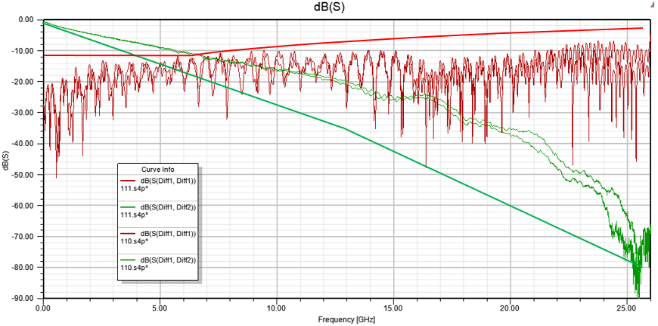 dB(S)
0.00
-10.00
-20.00
-30.00
-40.00
-50.00
-60.00
-70.00
-80.00
-90.00
dB(S)
Curve Info
dB(S(Diff1, Diff1))
111.s4p*
dB(S(Diff1, Diff2))
111.s4p*
dB(S(Diff1, Diff1))
110.s4p*
dB(S(Diff1, Diff2))
110.s4p*
0.00 5.00 10.00 15.00 20.00 25.00
Frequency [GHz]